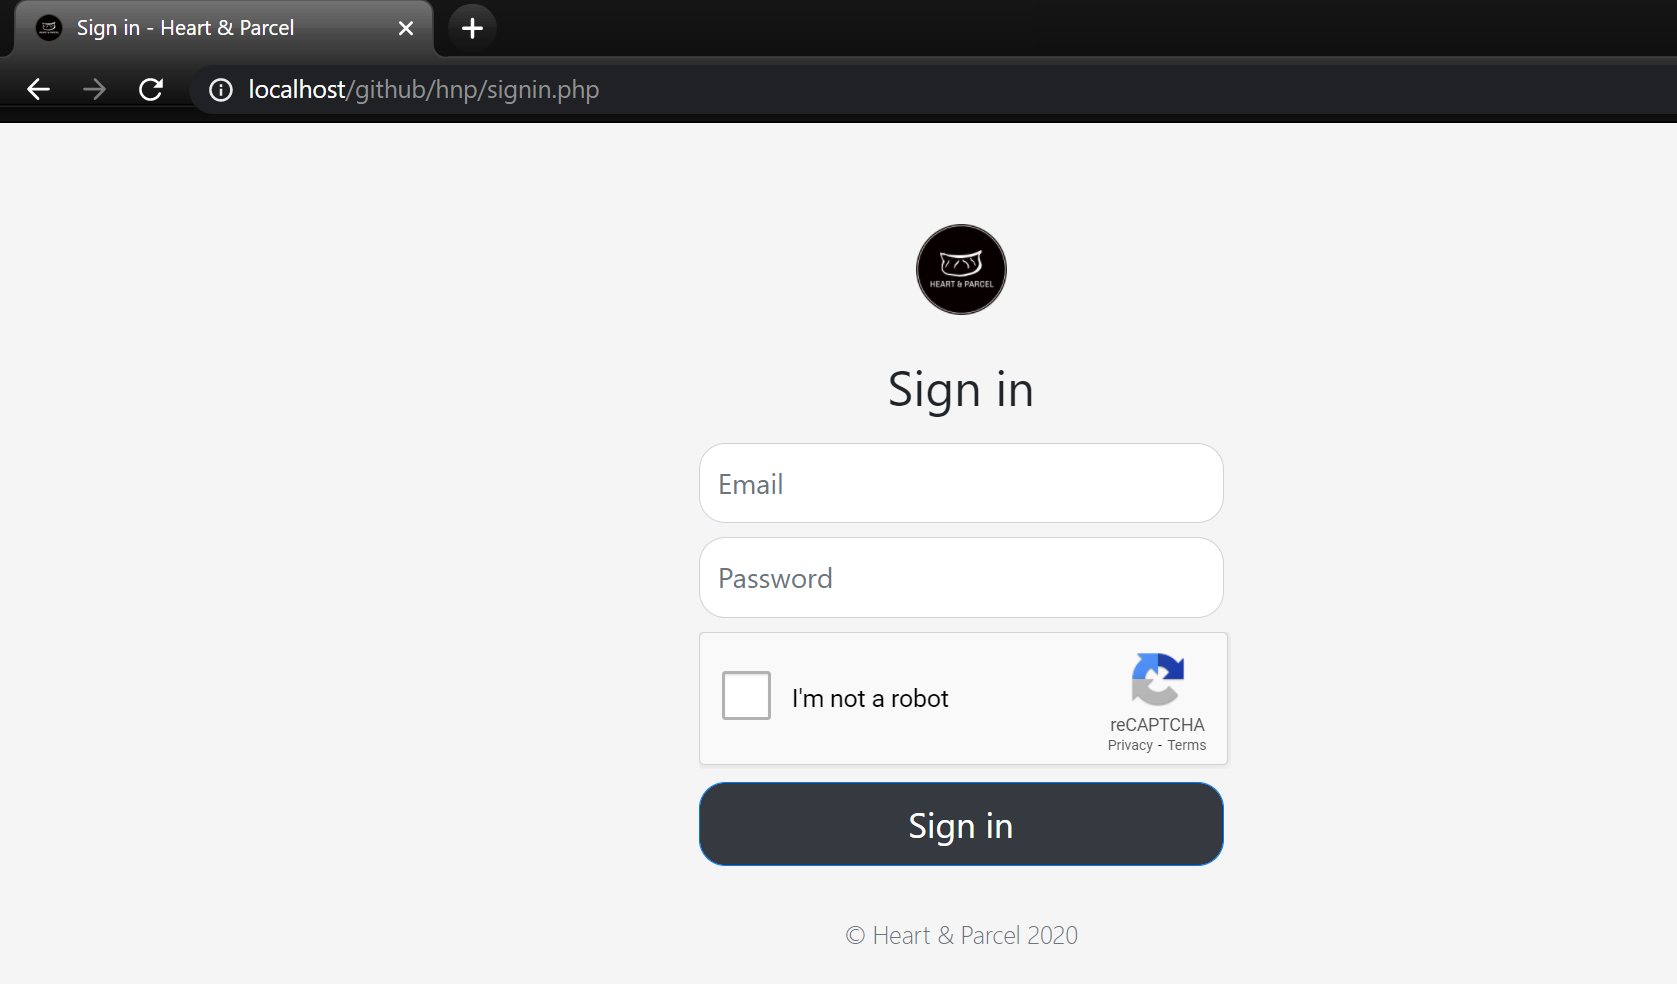 Sign in - Heart & Parcel
localhost/github/hnp/signin.php
HEART & PARCEL
Sign in
Email
Password
I'm not a robot
reCAPTCHA
Privacy - Terms
Sign in
© Heart & Parcel 2020